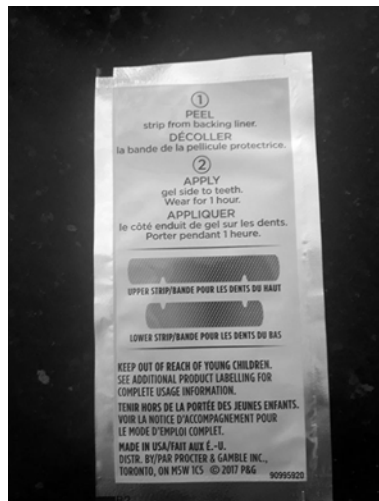 ①
PEEL
strip from backing liner.
DÉCOLLER
la bande de la pellicule protectrice.
②
APPLY
gel side to teeth.
Wear for 1 hour.
APPLIQUER
le côté enduit de gel sur les dents.
Porter pendant 1 heure.
UPPER STRIP/BANDE POUR LES DENTS DU HAUT
LOWER STRIP/BANDE POUR LES DENTS DU BAS
KEEP OUT OF REACH OF YOUNG CHILDREN.
SEE ADDITIONAL PRODUCT LABELLING FOR
COMPLETE USAGE INFORMATION.
TENIR HORS DE LA PORTÉE DES JEUNES ENFANTS.
VOIR LA NOTICE D'ACCOMPAGNEMENT POUR
LE MODE D'EMPLOI COMPLET.
MADE IN USA/FAIT AUX É.-U.
DISTR. BY/PAR PROCTER & GAMBLE INC.,
TORONTO, ON M5W 1C5 © 2017 P&G
90995920